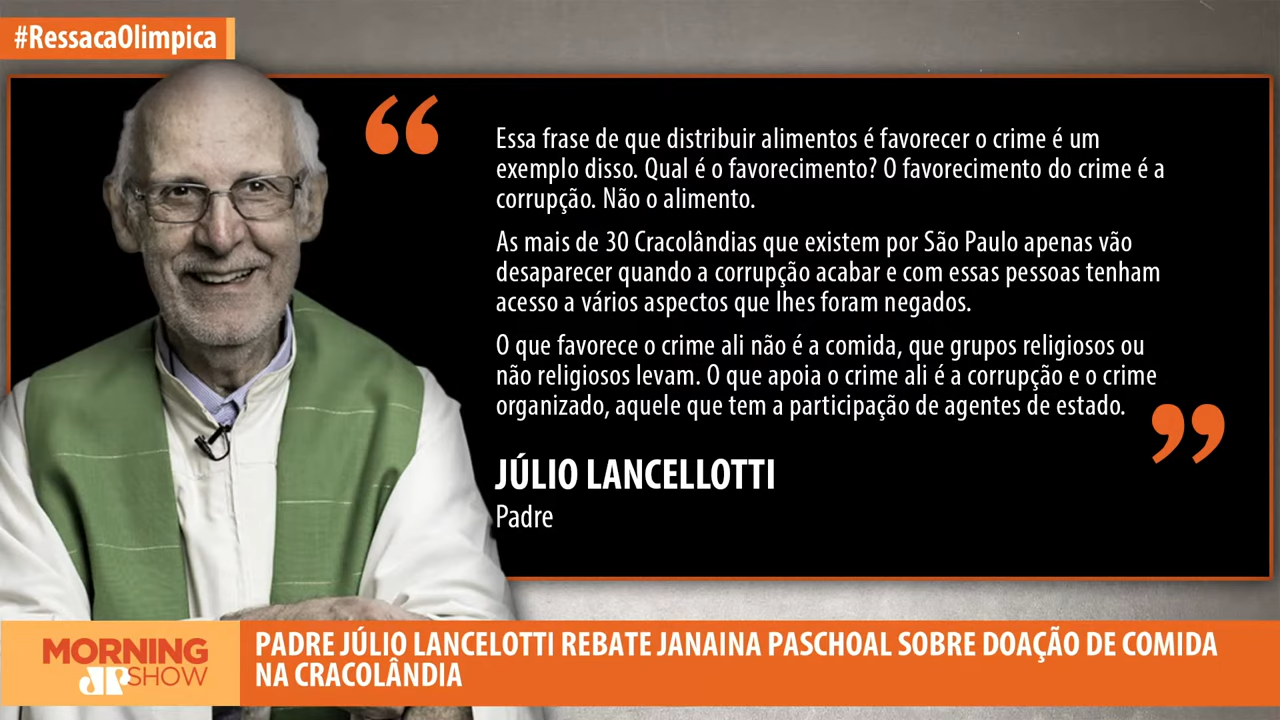 #RessacaOlimpica
Essa frase de que distribuir alimentos é favorecer o crime é um
exemplo disso. Qual é o favorecimento? O favorecimento do crime é a
corrupção. Não o alimento.
As mais de 30 Cracolândias que existem por São Paulo apenas vão
desaparecer quando a corrupção acabar e com essas pessoas tenham
acesso a vários aspectos que lhes foram negados.
O que favorece o crime ali não é a comida, que grupos religiosos ou
não religiosos levam. O que apoia o crime ali é a corrupção e o crime
organizado, aquele que tem a participação de agentes de estado.
JÚLIO LANCELLOTTI
Padre
MORNING
JP SHOW
PADRE JÚLIO LANCELOTTI REBATE JANAINA PASCHOAL SOBRE DOAÇÃO DE COMIDA
NA CRACOLÂNDIA